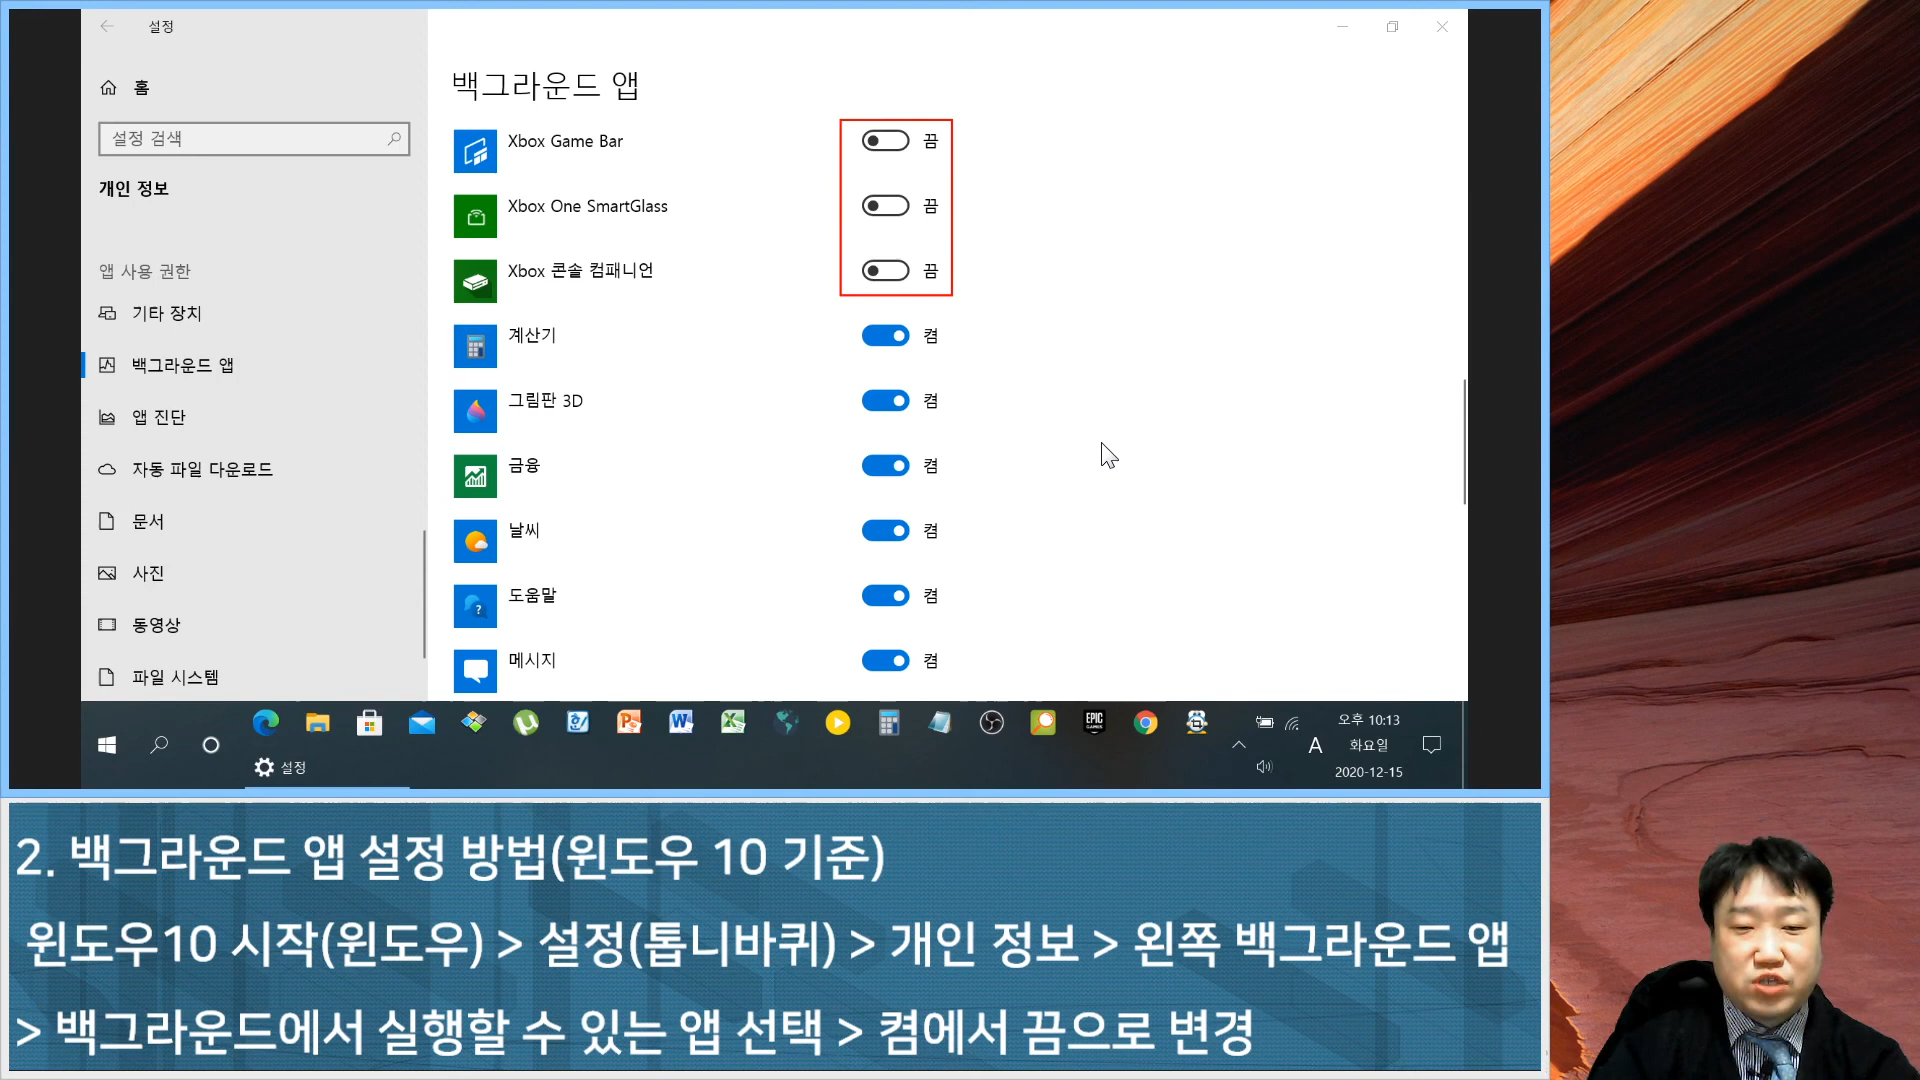 설정
홈
설정 검색
개인 정보
앱 사용 권한
기타 장치
백그라운드 앱
앱 진단
자동 파일 다운로드
문서
사진
동영상
파일 시스템
백그라운드 앱
Xbox Game Bar 끔
Xbox One SmartGlass 끔
Xbox 콘솔 컴패니언 끔
계산기 켬
그림판 3D 켬
금융 켬
날씨 켬
도움말 켬
메시지 켬
설정
EPIC GAMES
A
오후 10:13
화요일
2020-12-15
2. 백그라운드 앱 설정 방법(윈도우 10 기준)
윈도우10 시작(윈도우) > 설정(톱니바퀴) > 개인 정보 > 왼쪽 백그라운드 앱
> 백그라운드에서 실행할 수 있는 앱 선택 > 켬에서 끔으로 변경